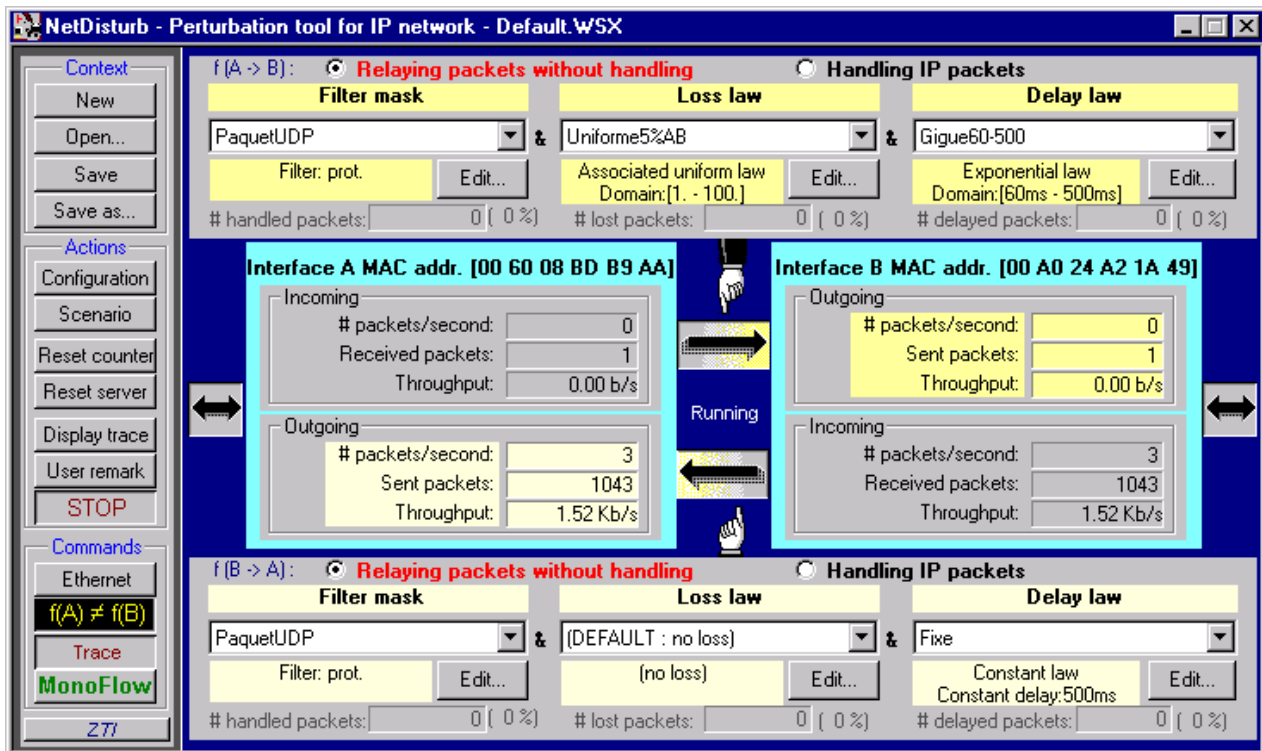 NetDisturb - Perturbation tool for IP network - Default.WSX
Context
New
Open...
Save
Save as...
Actions
Configuration
Scenario
Reset counter
Reset server
Display trace
User remark
STOP
Commands
Ethernet
f(A) ≠ f(B)
Trace
MonoFlow
ZTI
f (A -> B) : Relaying packets without handling Handling IP packets
Filter mask Loss law Delay law
PaquetUDP & Uniforme5%AB & Gigue60-500
Filter: prot. Edit... Associated uniform law Edit... Exponential law Edit...
Domain:[1. - 100.] Domain:[60ms - 500ms]
# handled packets: 0 ( 0 %) # lost packets: 0 ( 0 %) # delayed packets: 0 ( 0 %)
Interface A MAC addr. [00 60 08 BD B9 AA]
Incoming
# packets/second: 0
Received packets: 1
Throughput: 0.00 b/s
Outgoing
# packets/second: 3
Sent packets: 1043
Throughput: 1.52 Kb/s
Running
Interface B MAC addr. [00 A0 24 A2 1A 49]
Outgoing
# packets/second: 0
Sent packets: 1
Throughput: 0.00 b/s
Incoming
# packets/second: 3
Received packets: 1043
Throughput: 1.52 Kb/s
f (B -> A) : Relaying packets without handling Handling IP packets
Filter mask Loss law Delay law
PaquetUDP & (DEFAULT : no loss) & Fixe
Filter: prot. Edit... (no loss) Edit... Constant law Edit...
Constant delay:500ms
# handled packets: 0 ( 0 %) # lost packets: 0 ( 0 %) # delayed packets: 0 ( 0 %)